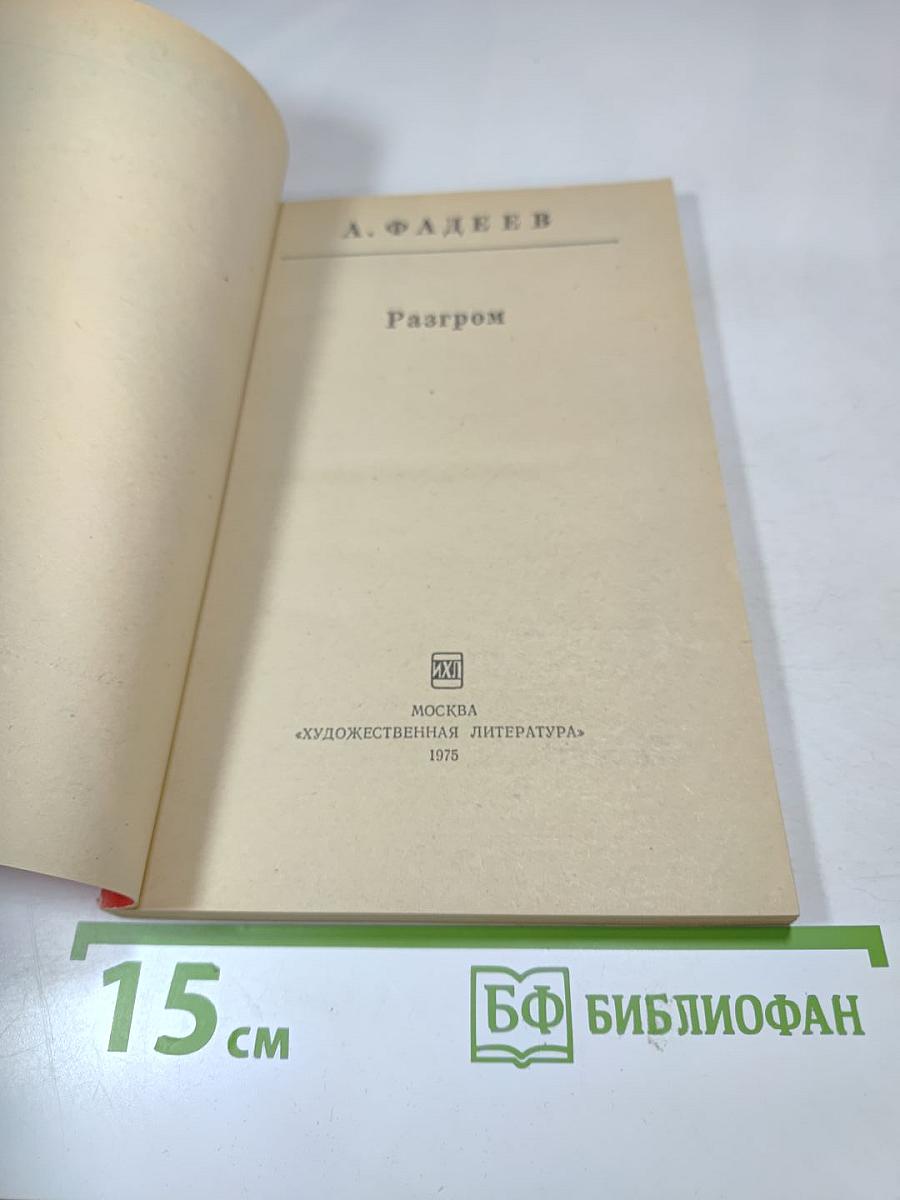 А. ФАДЕЕВ
Разгром
ИХЛ
МОСКВА
«ХУДОЖЕСТВЕННАЯ ЛИТЕРАТУРА»
1975
15 см
БФ БИБЛИОФАН